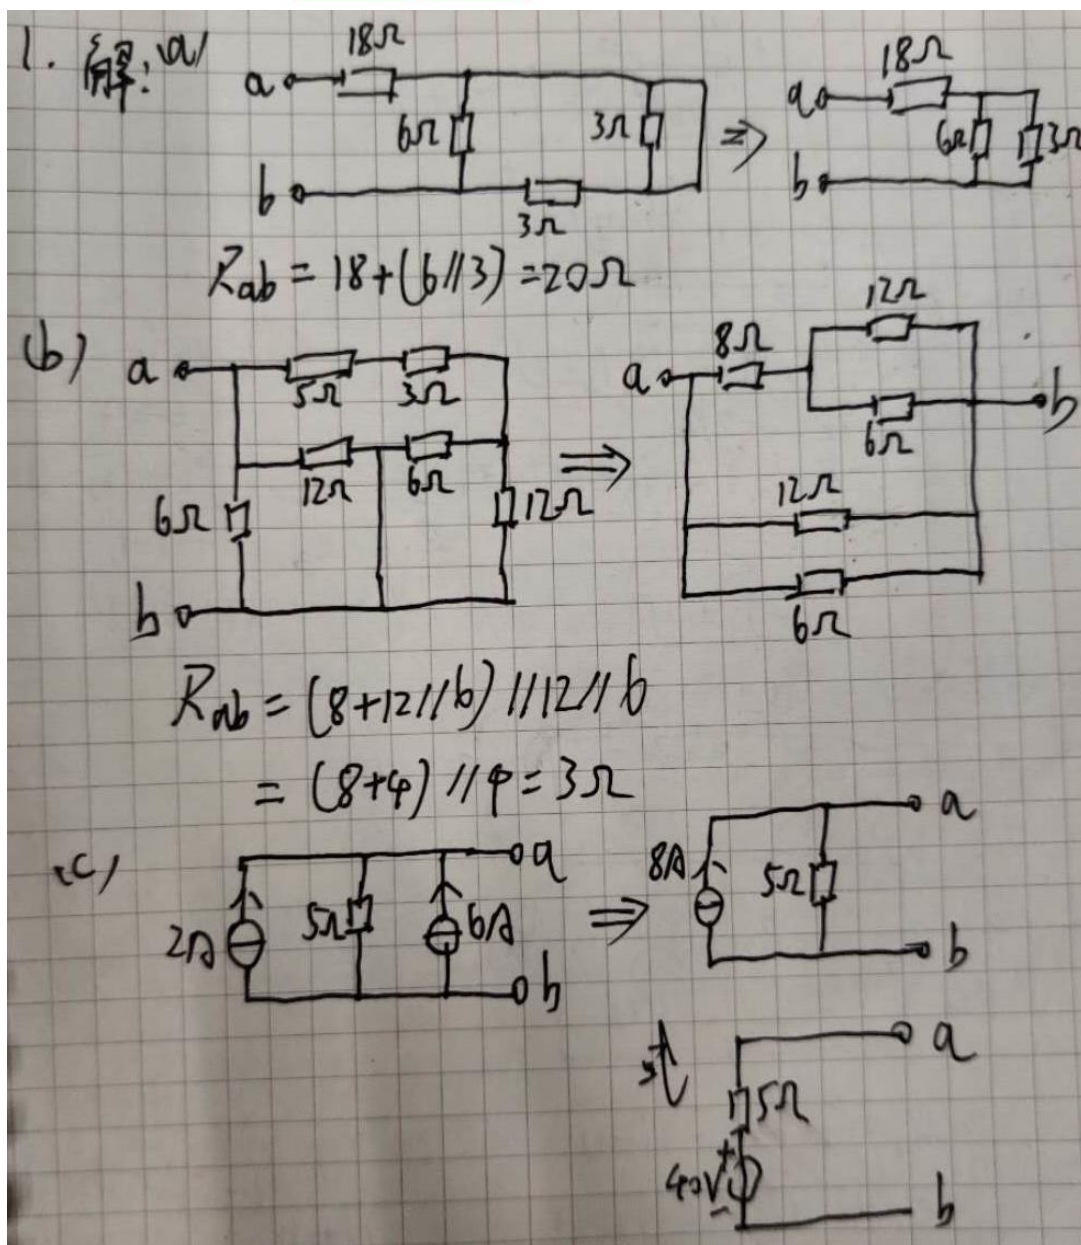 1. 解: (a)
18Ω
a
6Ω
3Ω
b
3Ω
⇒
18Ω
a
6Ω
3Ω
b
Rab = 18+(6//3) =20Ω
(b)
a
5Ω
3Ω
12Ω
6Ω
6Ω
12Ω
b
⇒
12Ω
8Ω
a
b
6Ω
12Ω
6Ω
Rab = (8+12//6) //12//6
= (8+4) //4 = 3Ω
(c)
a
2A
5Ω
6A
b
⇒
a
8A
5Ω
b
或
a
5Ω
+
40V
-
b